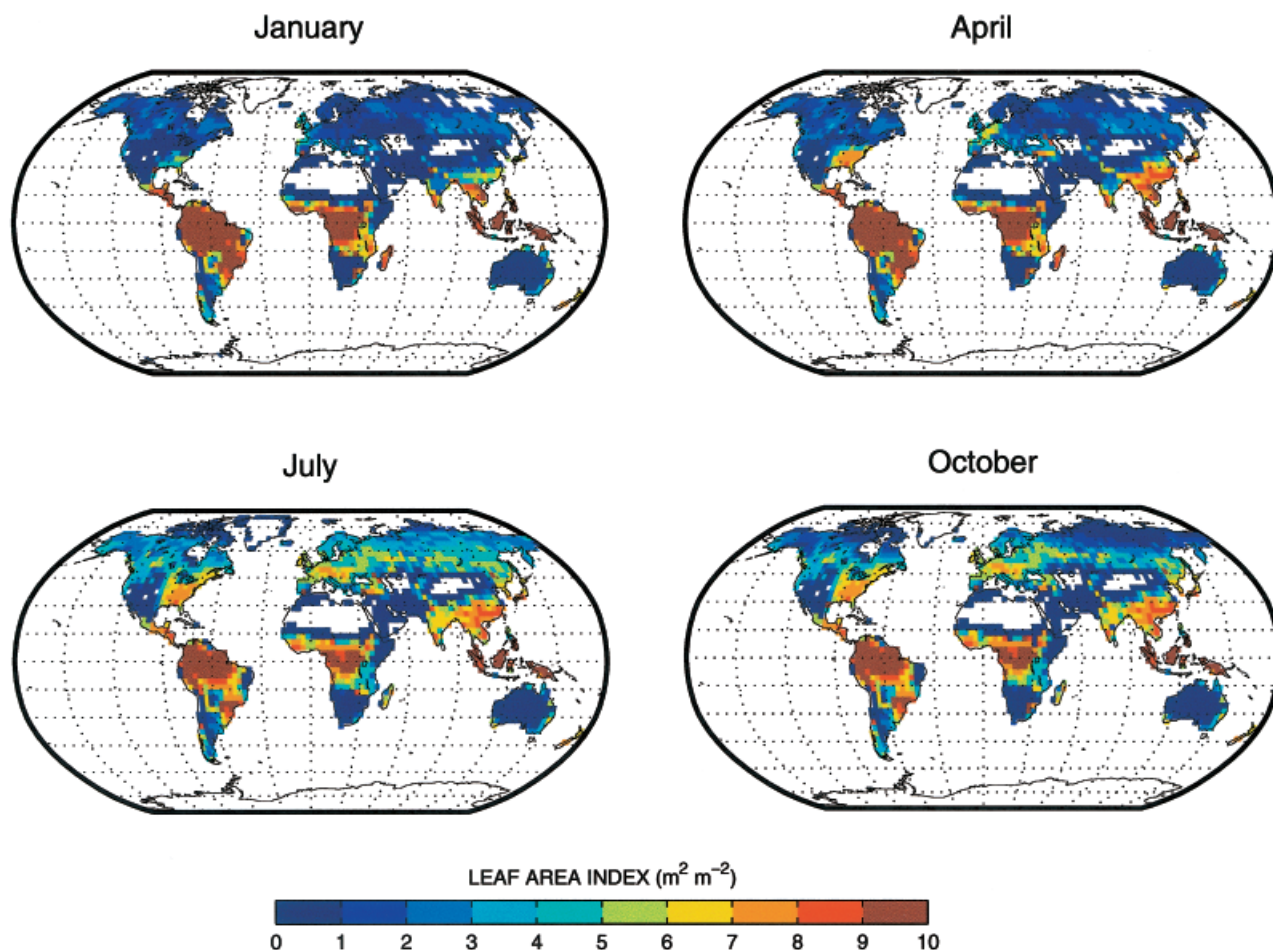 January
April
July
October
LEAF AREA INDEX (m² m⁻²)
0 1 2 3 4 5 6 7 8 9 10